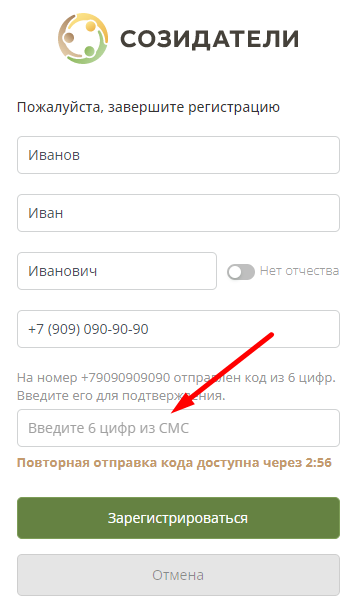 СОЗИДАТЕЛИ
Пожалуйста, завершите регистрацию
Иванов
Иван
Иванович Нет отчества
+7 (909) 090-90-90
На номер +79090909090 отправлен код из 6 цифр.
Введите его для подтверждения.
Введите 6 цифр из СМС
Повторная отправка кода доступна через 2:56
Зарегистрироваться
Отмена